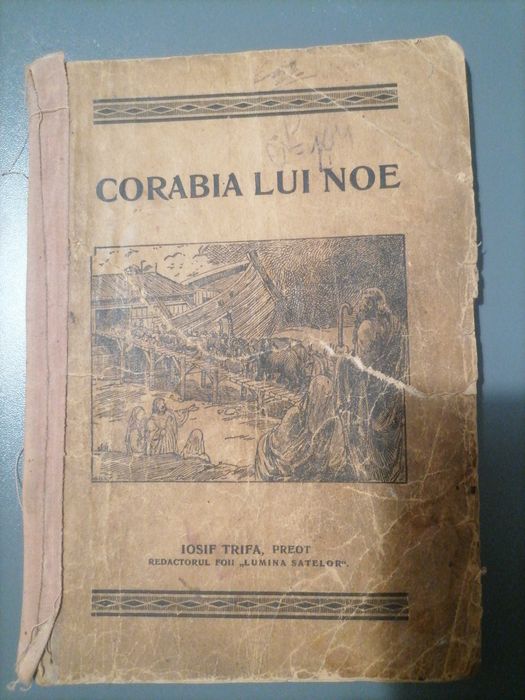 CORABIA LUI NOE
IOSIF TRIFA, PREOT
REDACTORUL FOII „LUMINA SATELOR".